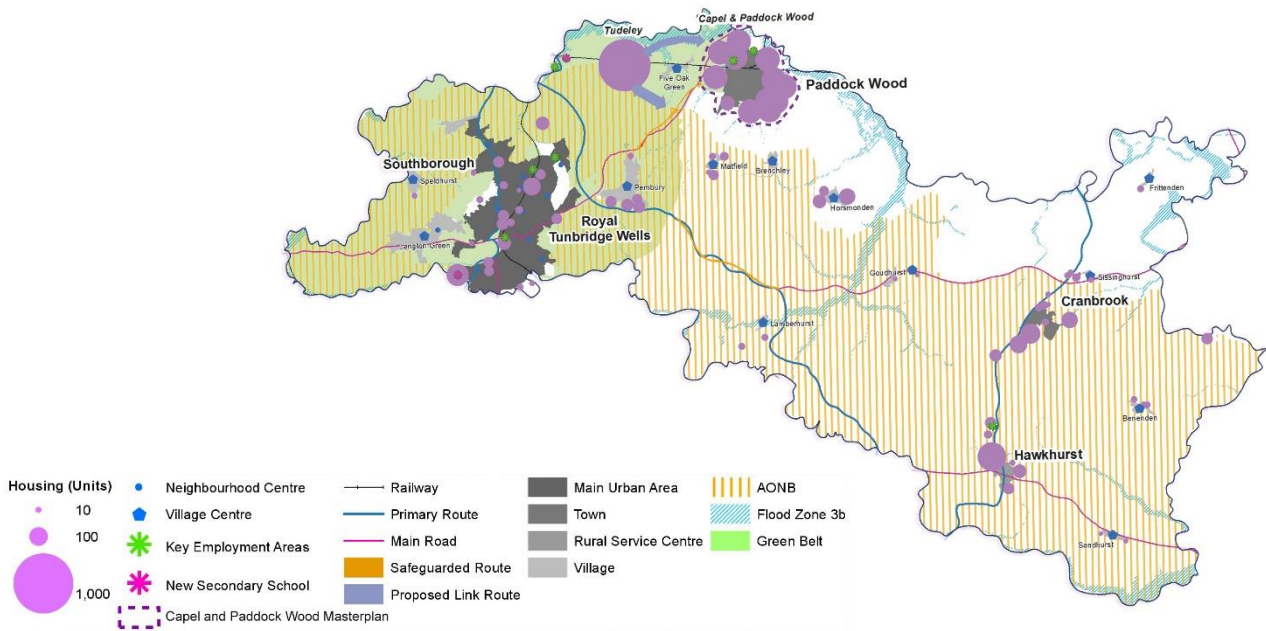 Capel & Paddock Wood
Tudeley
Five Oak
Green
Paddock Wood
Southborough
Speldhurst
Matfield
Brenchley
Frittenden
Pembury
Horsmonden
Royal
Tunbridge Wells
Langton Green
Goudhurst
Sissinghurst
Cranbrook
Lamberhurst
Benenden
Hawkhurst
Sandhurst
Housing (Units)
10
100
1,000
Neighbourhood Centre
Village Centre
Key Employment Areas
New Secondary School
Capel and Paddock Wood Masterplan
Railway
Primary Route
Main Road
Safeguarded Route
Proposed Link Route
Main Urban Area
Town
Rural Service Centre
Village
AONB
Flood Zone 3b
Green Belt